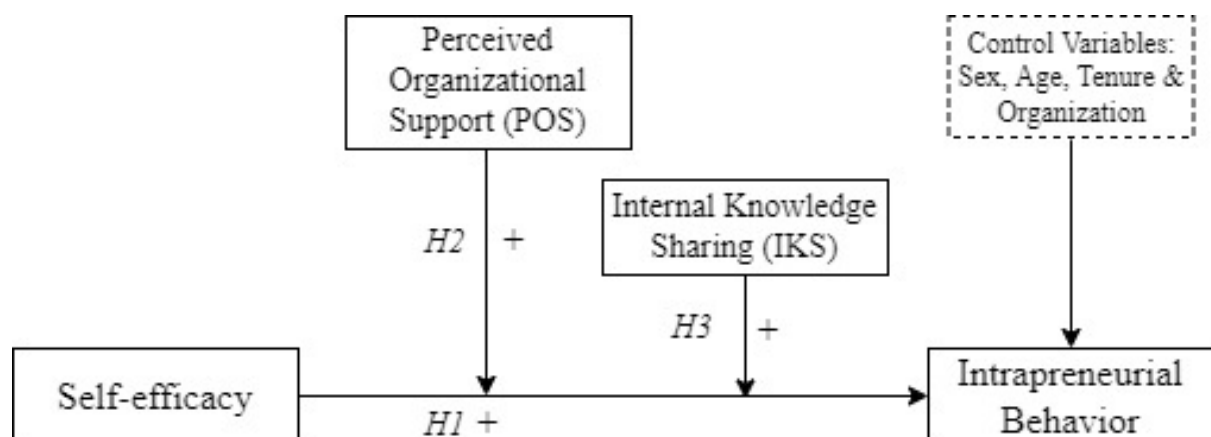 Perceived
Organizational
Support (POS)
Control Variables:
Sex, Age, Tenure &
Organization
Internal Knowledge
Sharing (IKS)
H2 +
H3 +
Self-efficacy
H1 +
Intrapreneurial
Behavior